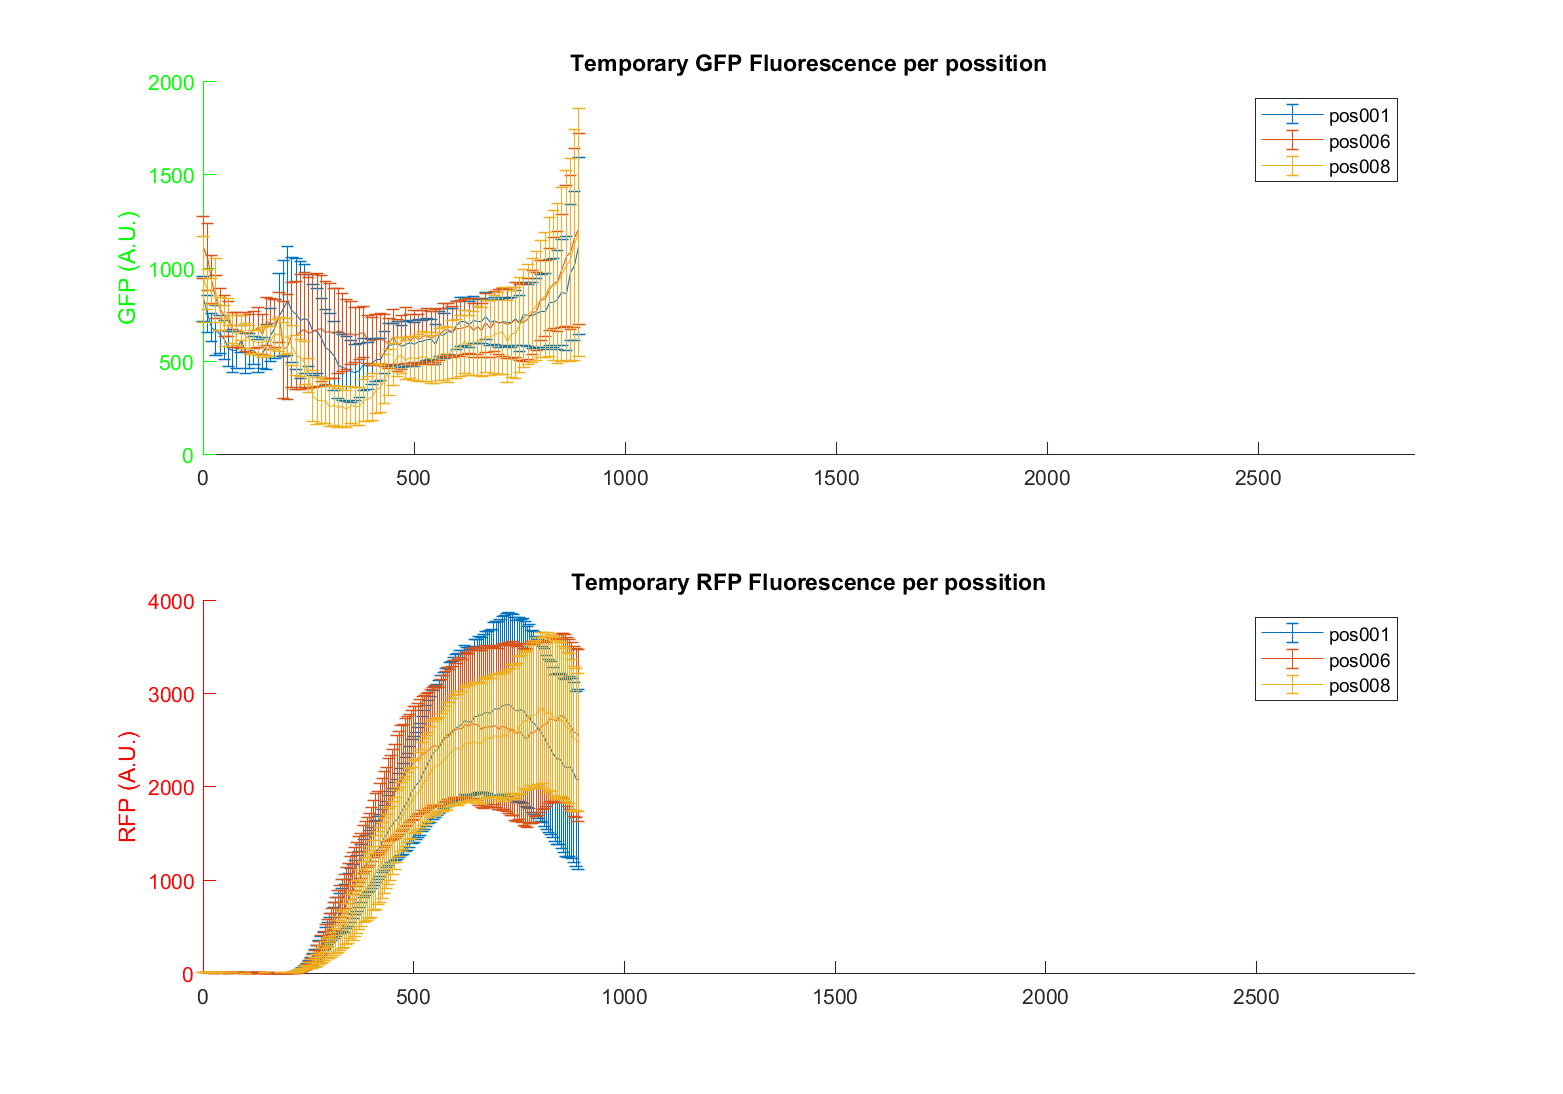 Temporary GFP Fluorescence per possition
2000
1500
1000
500
0
GFP (A.U.)
pos001
pos006
pos008
0 500 1000 1500 2000 2500
Temporary RFP Fluorescence per possition
4000
3000
2000
1000
0
RFP (A.U.)
pos001
pos006
pos008
0 500 1000 1500 2000 2500